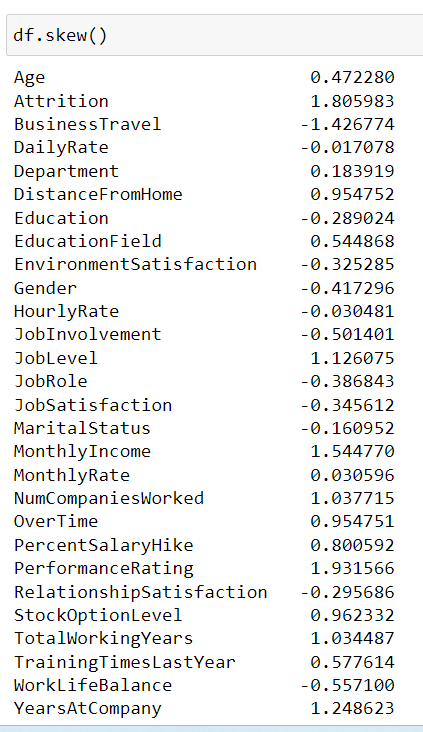 df.skew()
Age 0.472280
Attrition 1.805983
BusinessTravel -1.426774
DailyRate -0.017078
Department 0.183919
DistanceFromHome 0.954752
Education -0.289024
EducationField 0.544868
EnvironmentSatisfaction -0.325285
Gender -0.417296
HourlyRate -0.030481
JobInvolvement -0.501401
JobLevel 1.126075
JobRole -0.386843
JobSatisfaction -0.345612
MaritalStatus -0.160952
MonthlyIncome 1.544770
MonthlyRate 0.030596
NumCompaniesWorked 1.037715
OverTime 0.954751
PercentSalaryHike 0.800592
PerformanceRating 1.931566
RelationshipSatisfaction -0.295686
StockOptionLevel 0.962332
TotalWorkingYears 1.034487
TrainingTimesLastYear 0.577614
WorkLifeBalance -0.557100
YearsAtCompany 1.248623